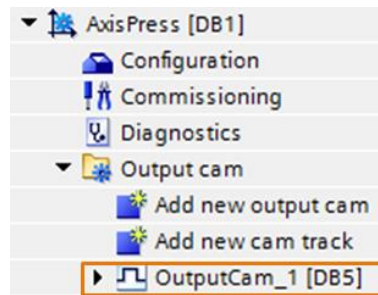 AxisPress [DB1]
Configuration
Commissioning
Diagnostics
Output cam
Add new output cam
Add new cam track
OutputCam_1 [DB5]